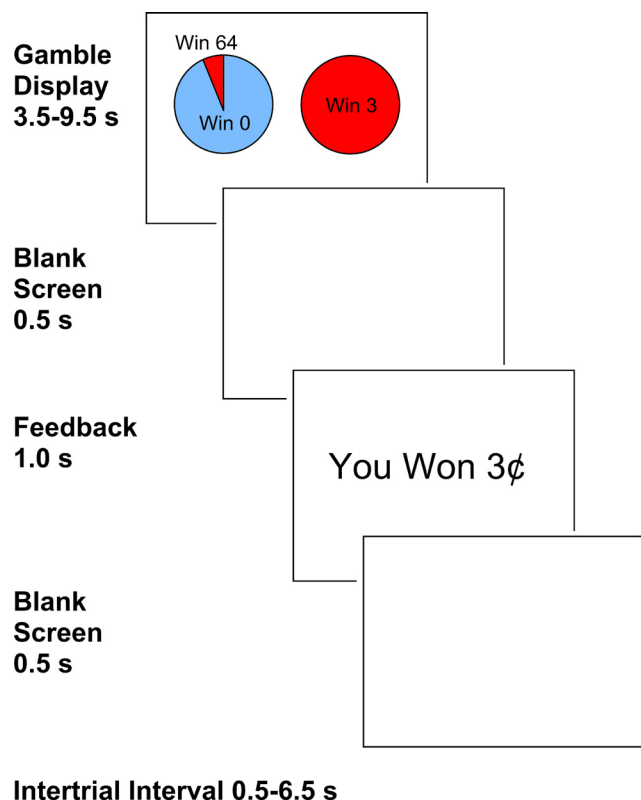 Gamble
Display
3.5-9.5 s
Win 64
Win 0
Win 3
Blank
Screen
0.5 s
Feedback
1.0 s
You Won 3¢
Blank
Screen
0.5 s
Intertrial Interval 0.5-6.5 s